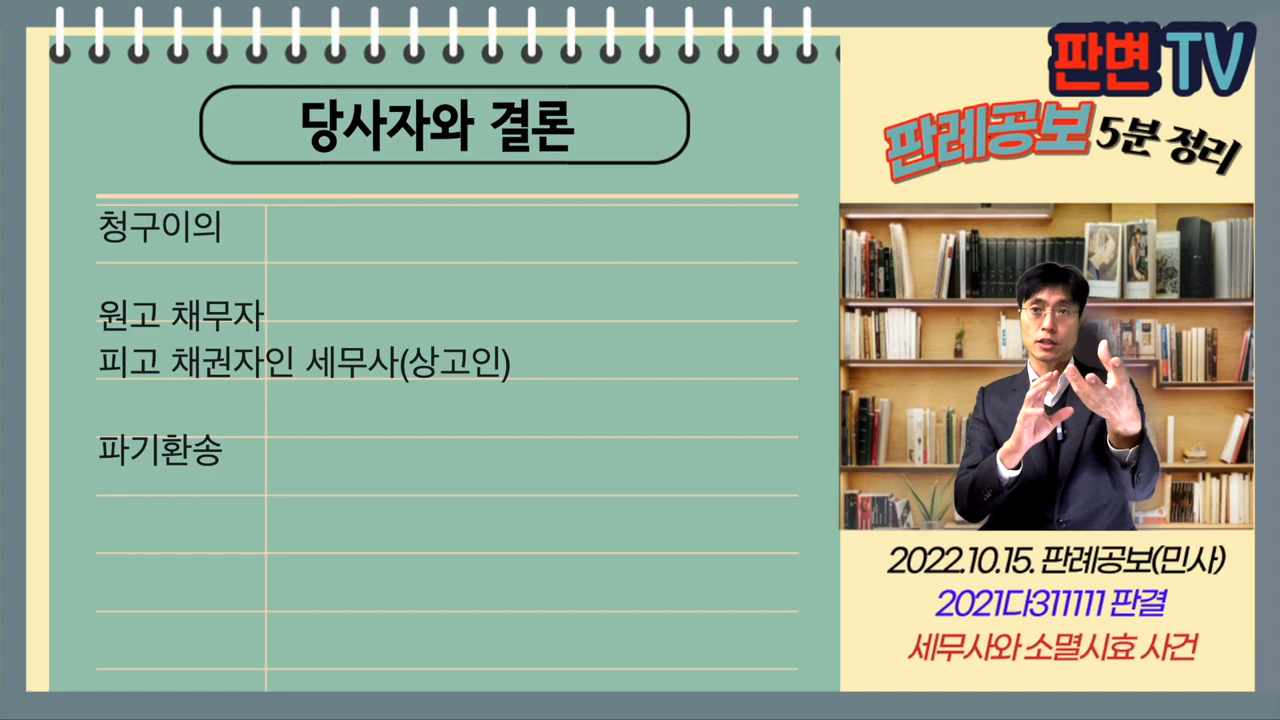 당사자와 결론
청구이의
원고 채무자
피고 채권자인 세무사(상고인)
파기환송
판변 TV
판례공보 5분 정리
2022.10.15. 판례공보(민사)
2021다311111 판결
세무사와 소멸시효 사건